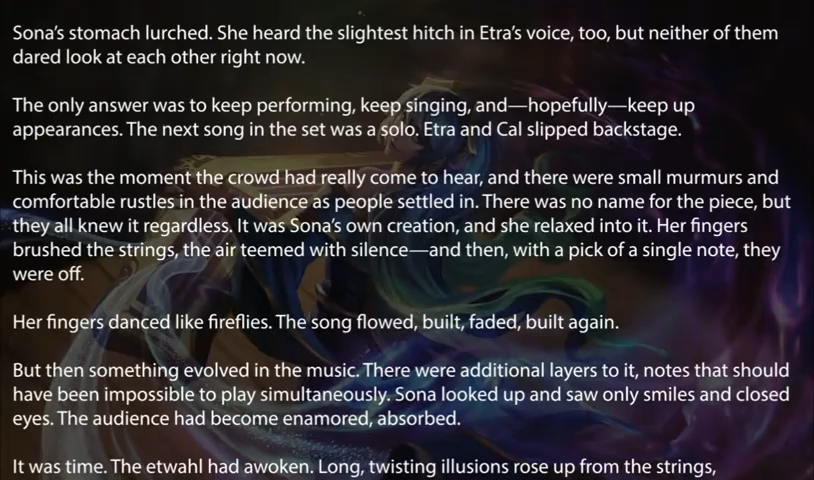 Sona’s stomach lurched. She heard the slightest hitch in Etra’s voice, too, but neither of them
dared look at each other right now.
The only answer was to keep performing, keep singing, and—hopefully—keep up
appearances. The next song in the set was a solo. Etra and Cal slipped backstage.
This was the moment the crowd had really come to hear, and there were small murmurs and
comfortable rustles in the audience as people settled in. There was no name for the piece, but
they all knew it regardless. It was Sona’s own creation, and she relaxed into it. Her fingers
brushed the strings, the air teemed with silence—and then, with a pick of a single note, they
were off.
Her fingers danced like fireflies. The song flowed, built, faded, built again.
But then something evolved in the music. There were additional layers to it, notes that should
have been impossible to play simultaneously. Sona looked up and saw only smiles and closed
eyes. The audience had become enamored, absorbed.
It was time. The etwahl had awoken. Long, twisting illusions rose up from the strings,